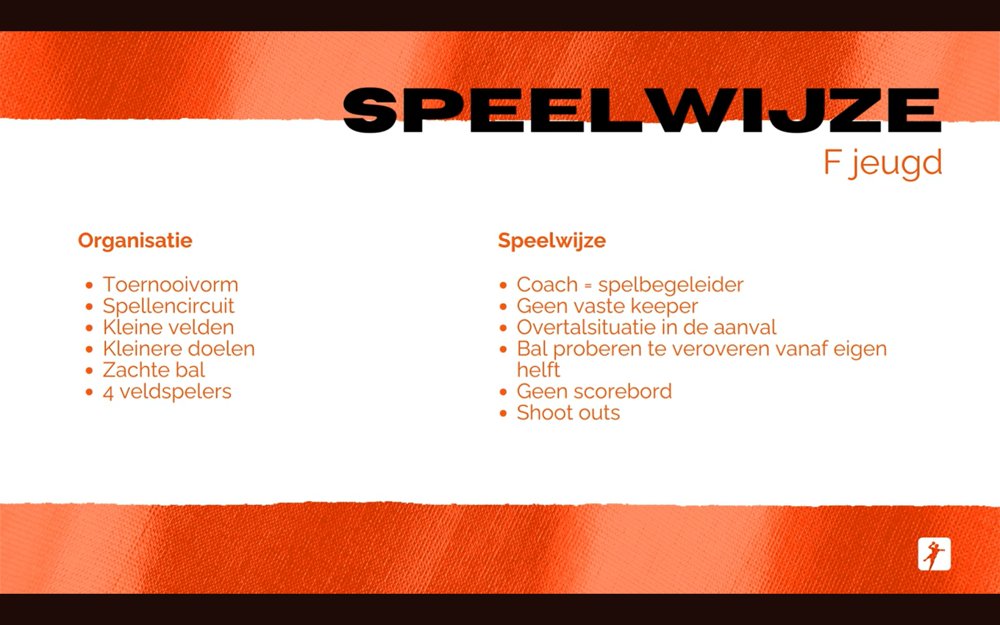 SPEELWIJZE
F jeugd
Organisatie
• Toernooivorm
• Spellencircuit
• Kleine velden
• Kleinere doelen
• Zachte bal
• 4 veldspelers
Speelwijze
• Coach = spelbegeleider
• Geen vaste keeper
• Overtalsituatie in de aanval
• Bal proberen te veroveren vanaf eigen
helft
• Geen scorebord
• Shoot outs